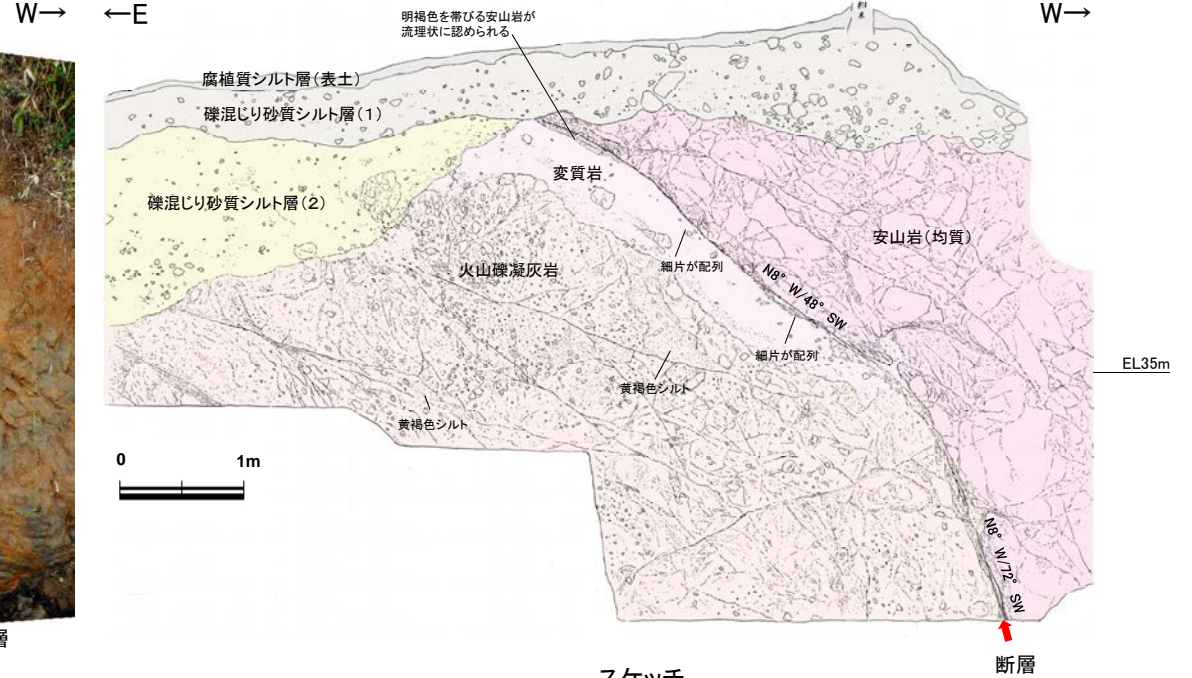 W→
←E
W→
明褐色を帯びる安山岩が
流理状に認められる
腐植質シルト層(表土)
礫混じり砂質シルト層(1)
変質岩
礫混じり砂質シルト層(2)
安山岩(均質)
火山礫凝灰岩
細片が配列
N8° W/48° SW
細片が配列
EL35m
黄褐色シルト
黄褐色シルト
0 1m
N8° W/72° SW
層
断層
スケッチ